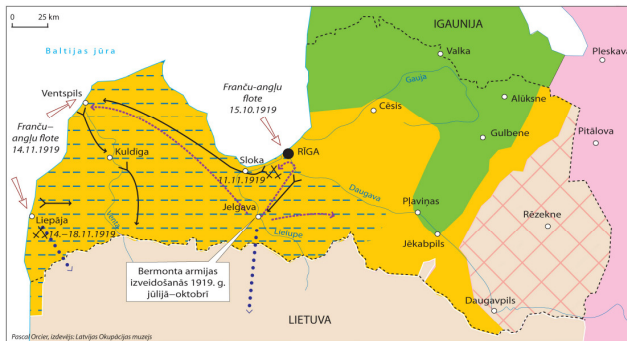 0 25 km
IGAUNIJA
Baltijas jūra
Valka
Pleskava
Franču-angļu
flote
15.10.1919
Gauja
Ventspils
Cēsis
Alūksne
Franču–
angļu flote
14.11.1919
Gulbene
Pitālova
Kuldīga
Sloka
RĪGA
11.11.1919
Daugava
Venta
Pļaviņas
Jelgava
Rēzekne
Liepāja
Lielupe
14.–18.11.1919
Jēkabpils
Bermonta armijas
izveidošanās 1919. g.
jūlijā–oktobrī
Daugavpils
LIETUVA
Pascal Orcier, izdevējs: Latvijas Okupācijas muzejs